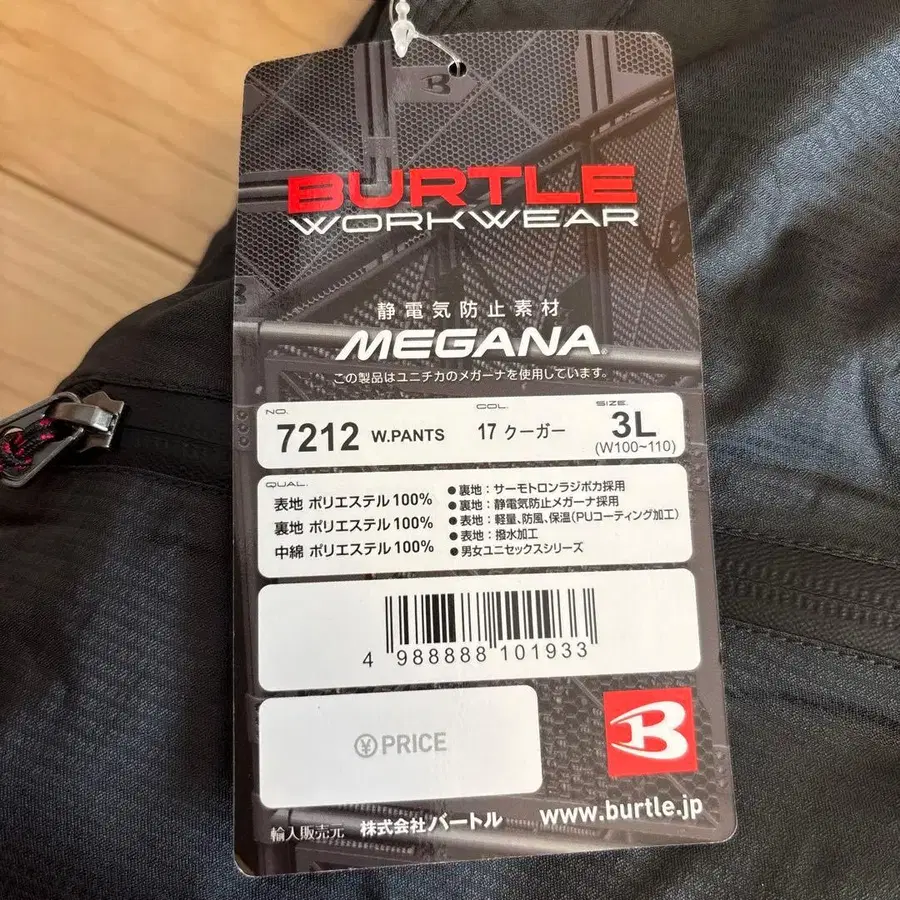 BURTLE
WORKWEAR
静電気防止素材
MEGANA®
この製品はユニチカのメガーナを使用しています。
NO. COL. SIZE.
7212 W.PANTS 17 クーガー 3L
(W100~110)
QUAL.
表地 ポリエステル100%
裏地 ポリエステル100%
中綿 ポリエステル100%
●裏地：サーモトロンラジポカ採用
●裏地：静電気防止メガーナ採用
●表地：軽量、防風、保温(PUコーティング加工)
●表地：撥水加工
●男女ユニセックスシリーズ
4 988888 101933
¥ PRICE
B
輸入販売元 株式会社バートル www.burtle.jp